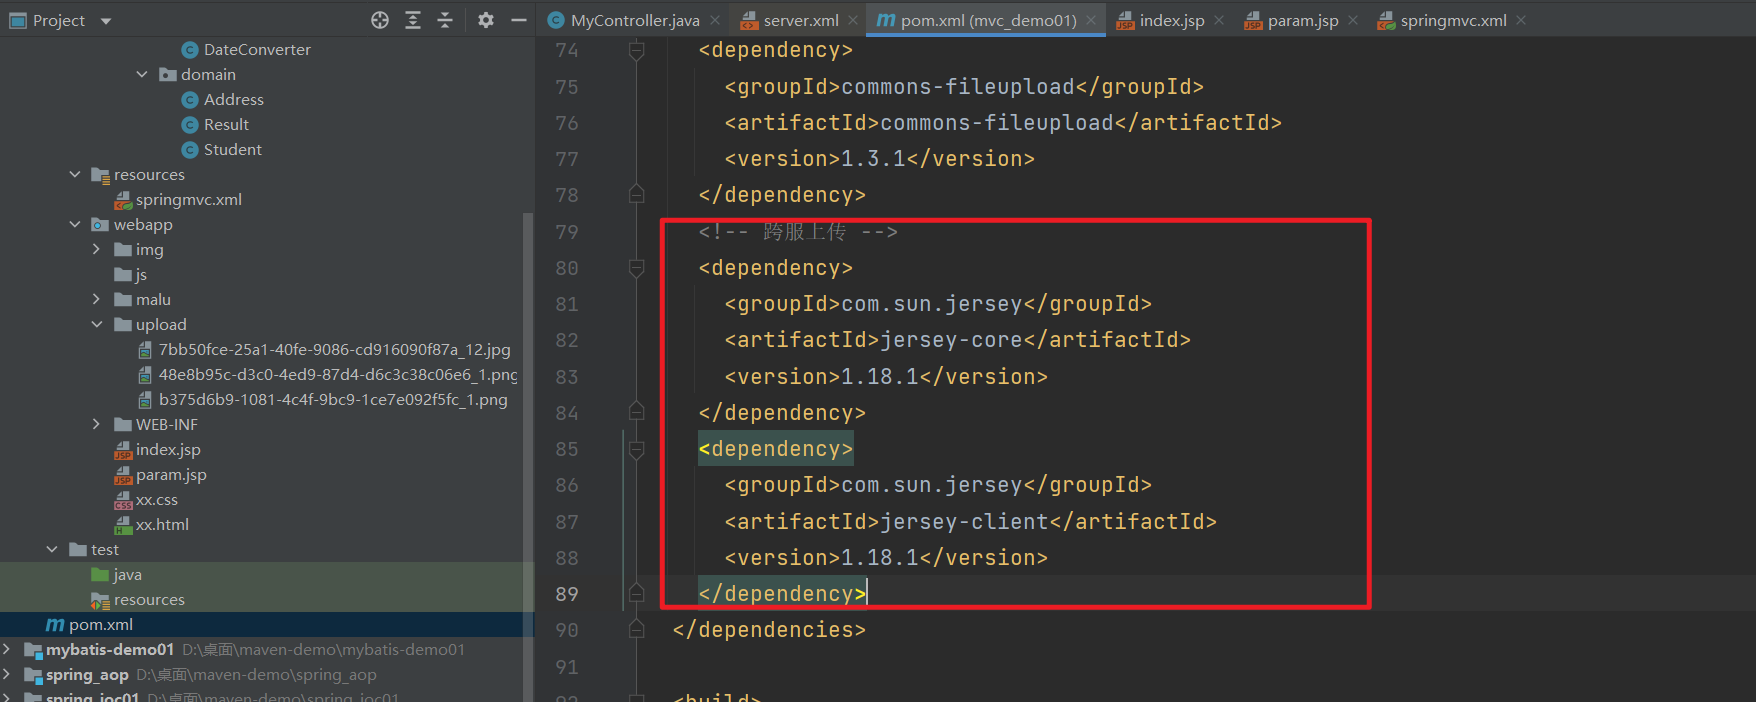 Project
MyController.java
server.xml
pom.xml (mvc_demo01)
index.jsp
param.jsp
springmvc.xml
DateConverter
domain
Address
Result
Student
resources
springmvc.xml
webapp
img
js
malu
upload
7bb50fce-25a1-40fe-9086-cd916090f87a_12.jpg
48e8b95c-d3c0-4ed9-87d4-d6c3c38c06e6_1.png
b375d6b9-1081-4c4f-9bc9-1ce7e092f5fc_1.png
WEB-INF
index.jsp
param.jsp
xx.css
xx.html
test
java
resources
pom.xml
mybatis-demo01 D:\桌面\maven-demo\mybatis-demo01
spring_aop D:\桌面\maven-demo\spring_aop
spring_ioc01 D:\桌面\maven-demo\spring_ioc01
74 <dependency>
75 <groupId>commons-fileupload</groupId>
76 <artifactId>commons-fileupload</artifactId>
77 <version>1.3.1</version>
78 </dependency>
79 <!-- 跨服上传 -->
80 <dependency>
81 <groupId>com.sun.jersey</groupId>
82 <artifactId>jersey-core</artifactId>
83 <version>1.18.1</version>
84 </dependency>
85 <dependency>
86 <groupId>com.sun.jersey</groupId>
87 <artifactId>jersey-client</artifactId>
88 <version>1.18.1</version>
89 </dependency>
90 </dependencies>
91
92 <build>